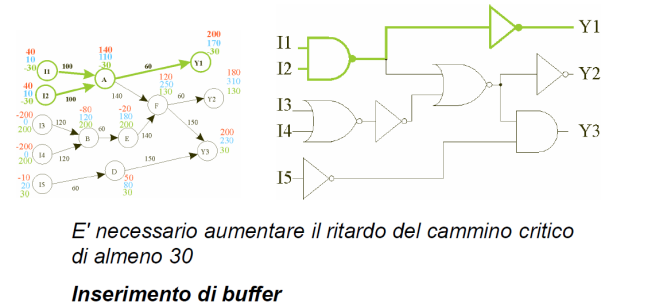 200
170
30
140
110
-30
40
10
-30
I1
100
A
60
Y1
40
10
-30
I2
100
140
120
250
130
F
60
180
310
130
Y2
-200
0
200
I3
120
-80
120
200
B
60
-20
180
200
E
140
150
200
230
30
Y3
-200
0
200
I4
120
-10
20
30
I5
60
D
50
80
30
150
I1
I2
I3
I4
I5
Y1
Y2
Y3
E' necessario aumentare il ritardo del cammino critico
di almeno 30
Inserimento di buffer